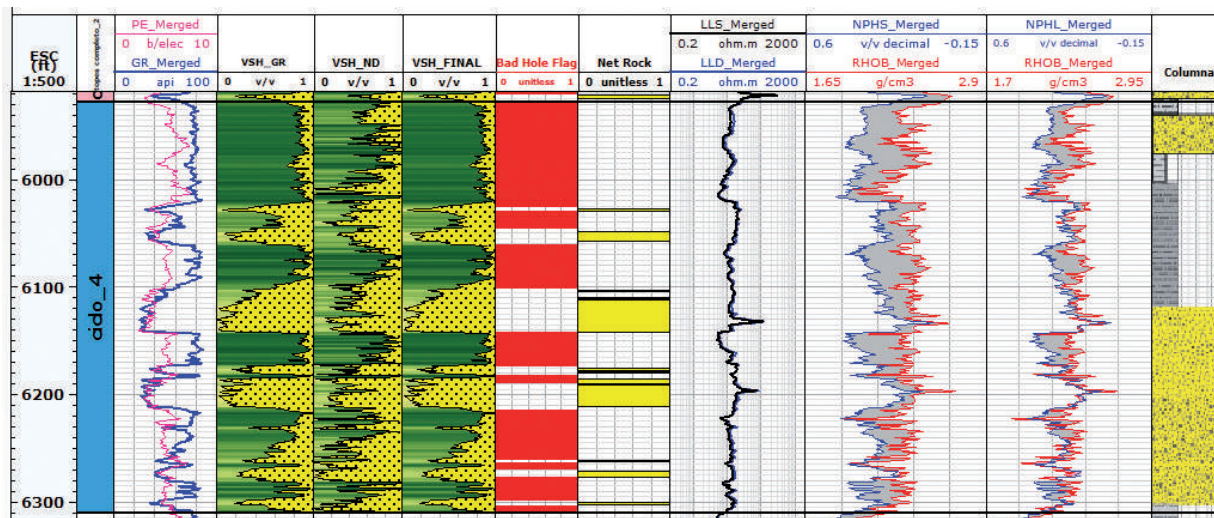 ESC
(ft)
1:500
completo_2
PE_Merged
0 b/elec 10
GR_Merged
0 api 100
VSH_GR
0 v/v 1
VSH_ND
0 v/v 1
VSH_FINAL
0 v/v 1
Bad Hole Flag
0 unitless 1
Net Rock
0 unitless 1
LLS_Merged
0.2 ohm.m 2000
LLD_Merged
0.2 ohm.m 2000
NPHS_Merged
0.6 v/v decimal -0.15
RHOB_Merged
1.65 g/cm3 2.9
NPHL_Merged
0.6 v/v decimal -0.15
RHOB_Merged
1.7 g/cm3 2.95
Columna
6000
6100
6200
6300
ado_4